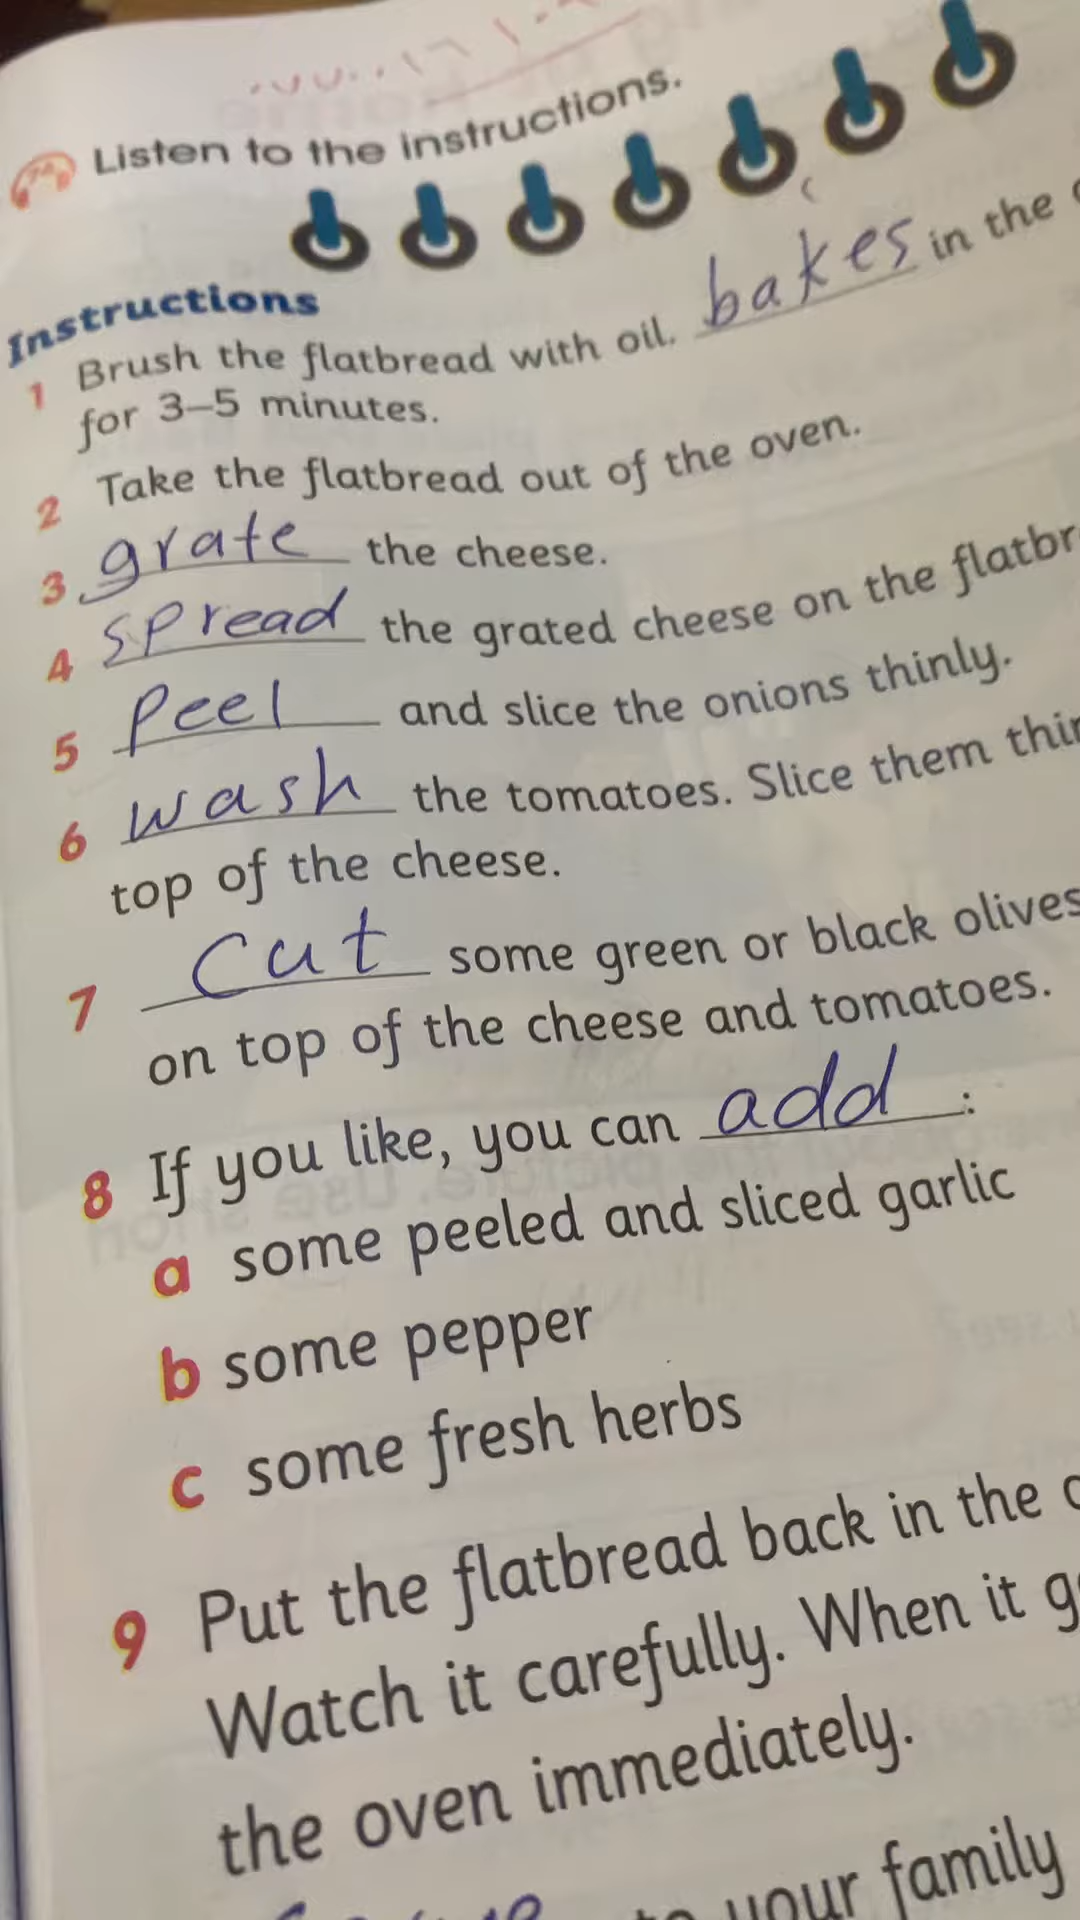 Listen to the instructions.
Instructions
1 Brush the flatbread with oil. bakes in the
for 3–5 minutes.
2 Take the flatbread out of the oven.
3 grate the cheese.
4 spread the grated cheese on the
5 peel and slice the onions thinly.
6 wash the tomatoes. Slice them
top of the cheese.
7 cut some green or black olives
on top of the cheese and tomatoes.
8 If you like, you can add :
a some peeled and sliced garlic
b some pepper
c some fresh herbs
9 Put the flatbread back in the
Watch it carefully. When it
the oven immediately.
to your family